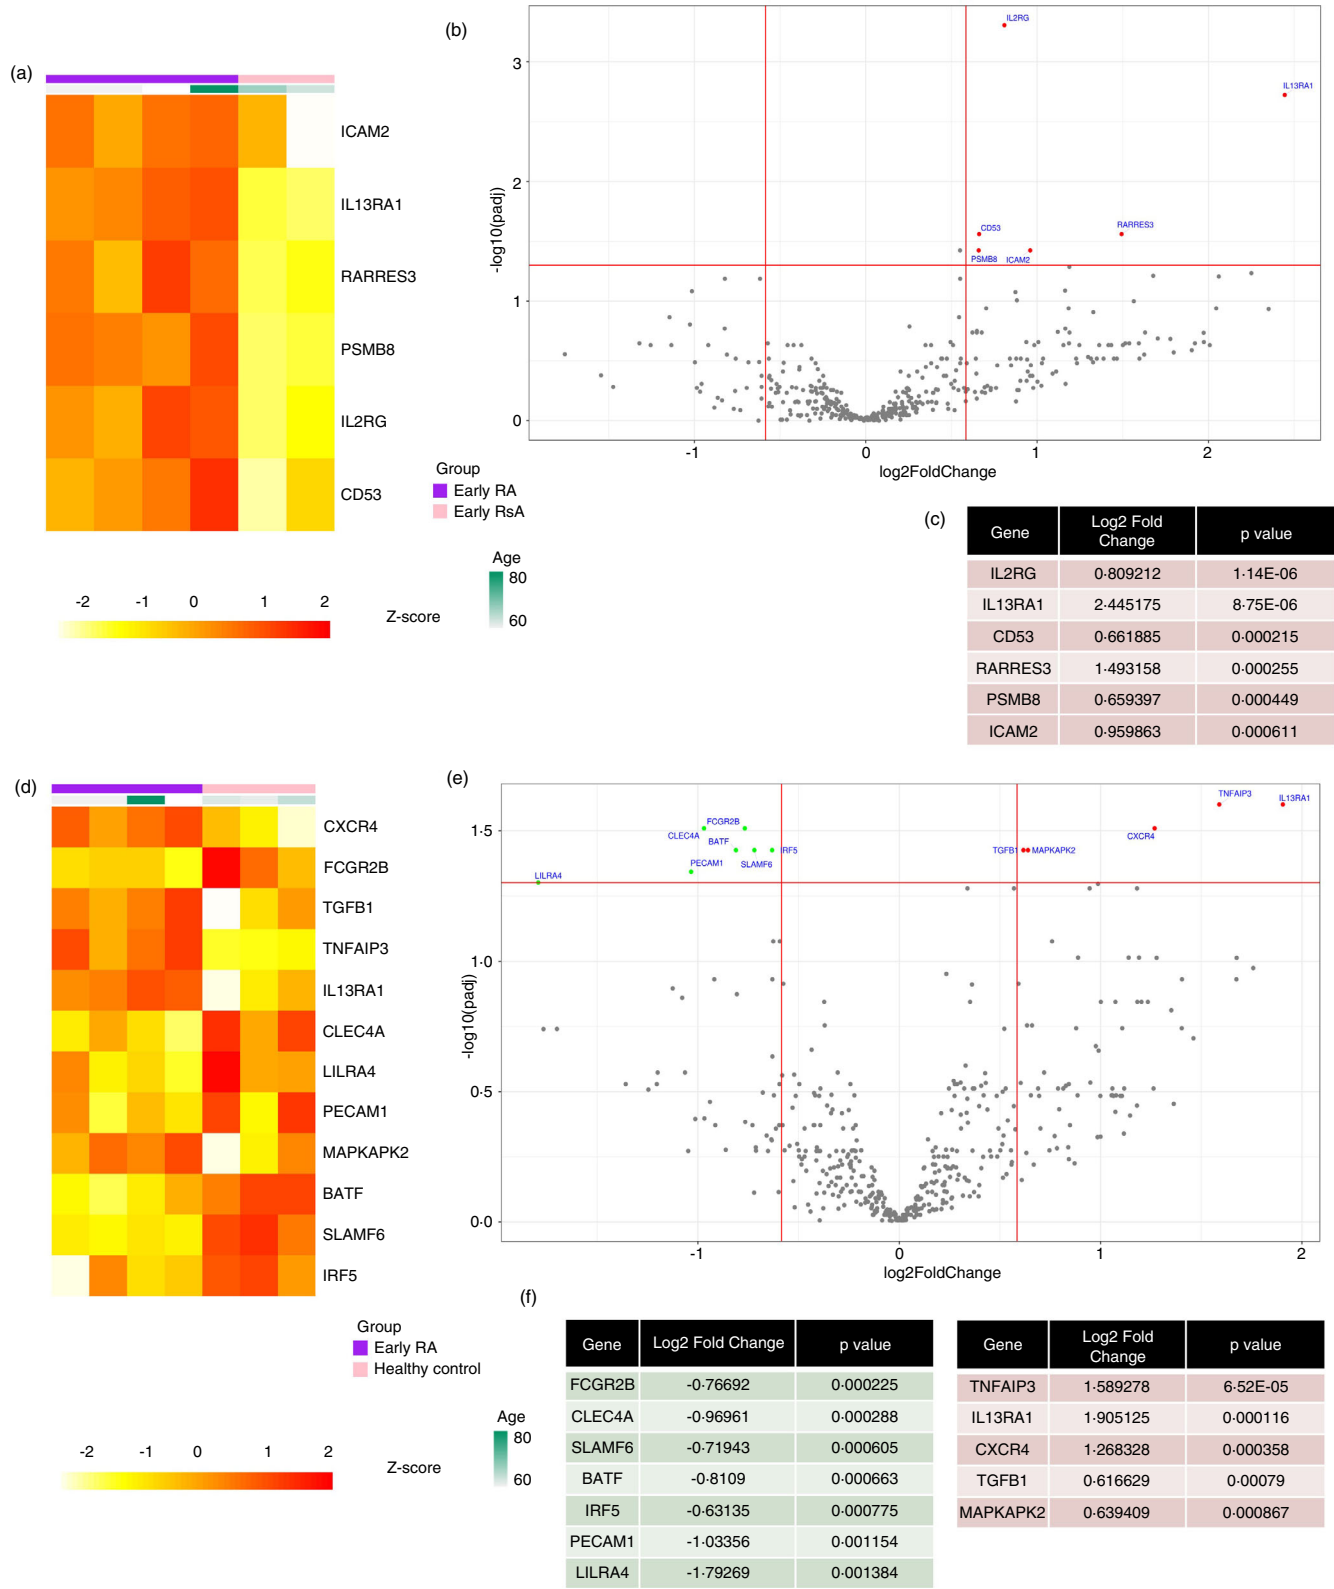 (a)
ICAM2
IL13RA1
RARRES3
PSMB8
IL2RG
CD53
Group
Early RA
Early RsA
Age
80
60
-2 -1 0 1 2
Z-score
(b)
-log10(padj)
3
2
1
0
IL2RG
IL13RA1
CD53
RARRES3
PSMB8
ICAM2
-1 0 1 2
log2FoldChange
(c)
Gene Log2 Fold Change p value
IL2RG 0·809212 1·14E-06
IL13RA1 2·445175 8·75E-06
CD53 0·661885 0·000215
RARRES3 1·493158 0·000255
PSMB8 0·659397 0·000449
ICAM2 0·959863 0·000611
(d)
CXCR4
FCGR2B
TGFB1
TNFAIP3
IL13RA1
CLEC4A
LILRA4
PECAM1
MAPKAPK2
BATF
SLAMF6
IRF5
Group
Early RA
Healthy control
Age
80
60
-2 -1 0 1 2
Z-score
(e)
-log10(padj)
1·5
1·0
0·5
0·0
TNFAIP3
IL13RA1
FCGR2B
CLEC4A
CXCR4
BATF
IRF5
TGFB1
MAPKAPK2
PECAM1
SLAMF6
LILRA4
-1 0 1 2
log2FoldChange
(f)
Gene Log2 Fold Change p value
FCGR2B -0·76692 0·000225
CLEC4A -0·96961 0·000288
SLAMF6 -0·71943 0·000605
BATF -0·8109 0·000663
IRF5 -0·63135 0·000775
PECAM1 -1·03356 0·001154
LILRA4 -1·79269 0·001384
Gene Log2 Fold Change p value
TNFAIP3 1·589278 6·52E-05
IL13RA1 1·905125 0·000116
CXCR4 1·268328 0·000358
TGFB1 0·616629 0·00079
MAPKAPK2 0·639409 0·000867